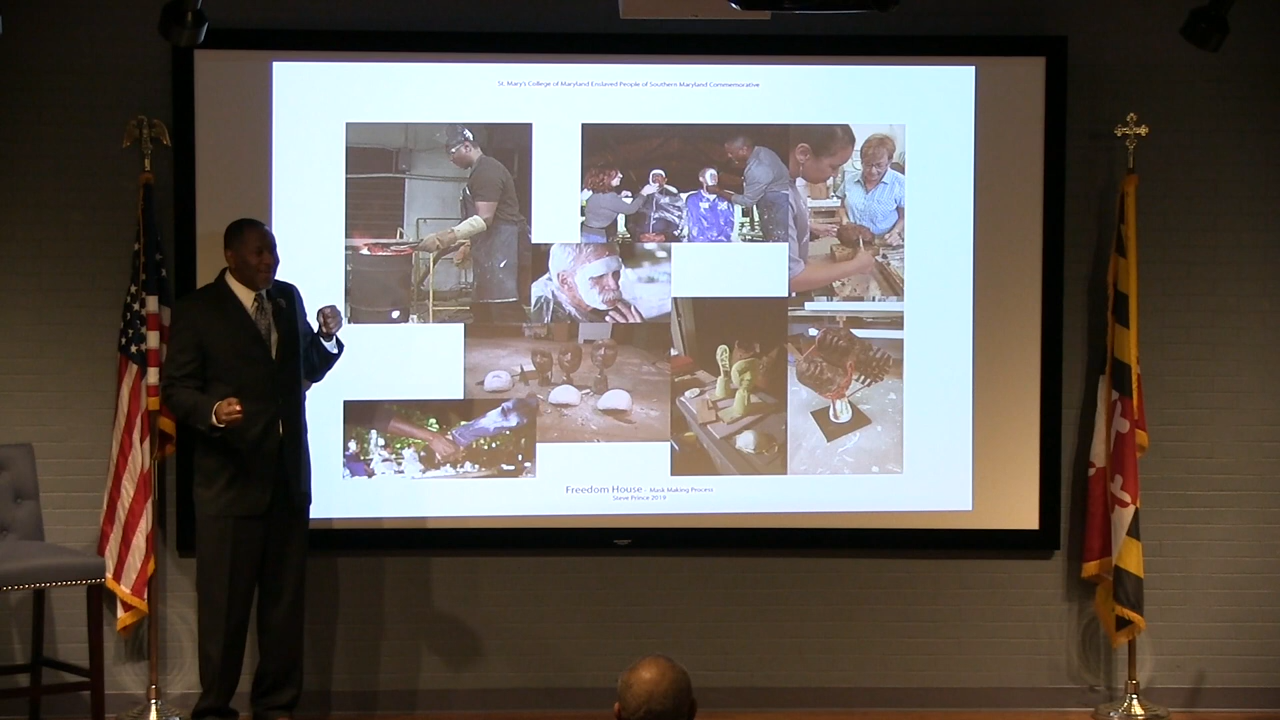 St. Mary's College of Maryland Enslaved People of Southern Maryland Commemorative
Freedom House - Mask Making Process
Steve Prince 2019